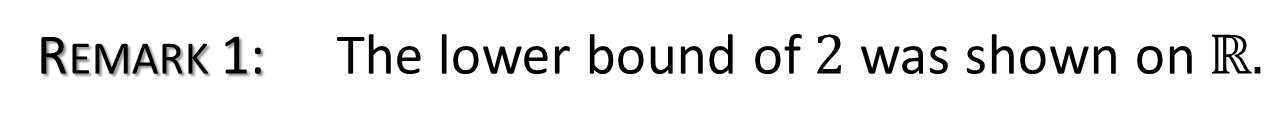 REMARK 1: The lower bound of 2 was shown on ℝ.